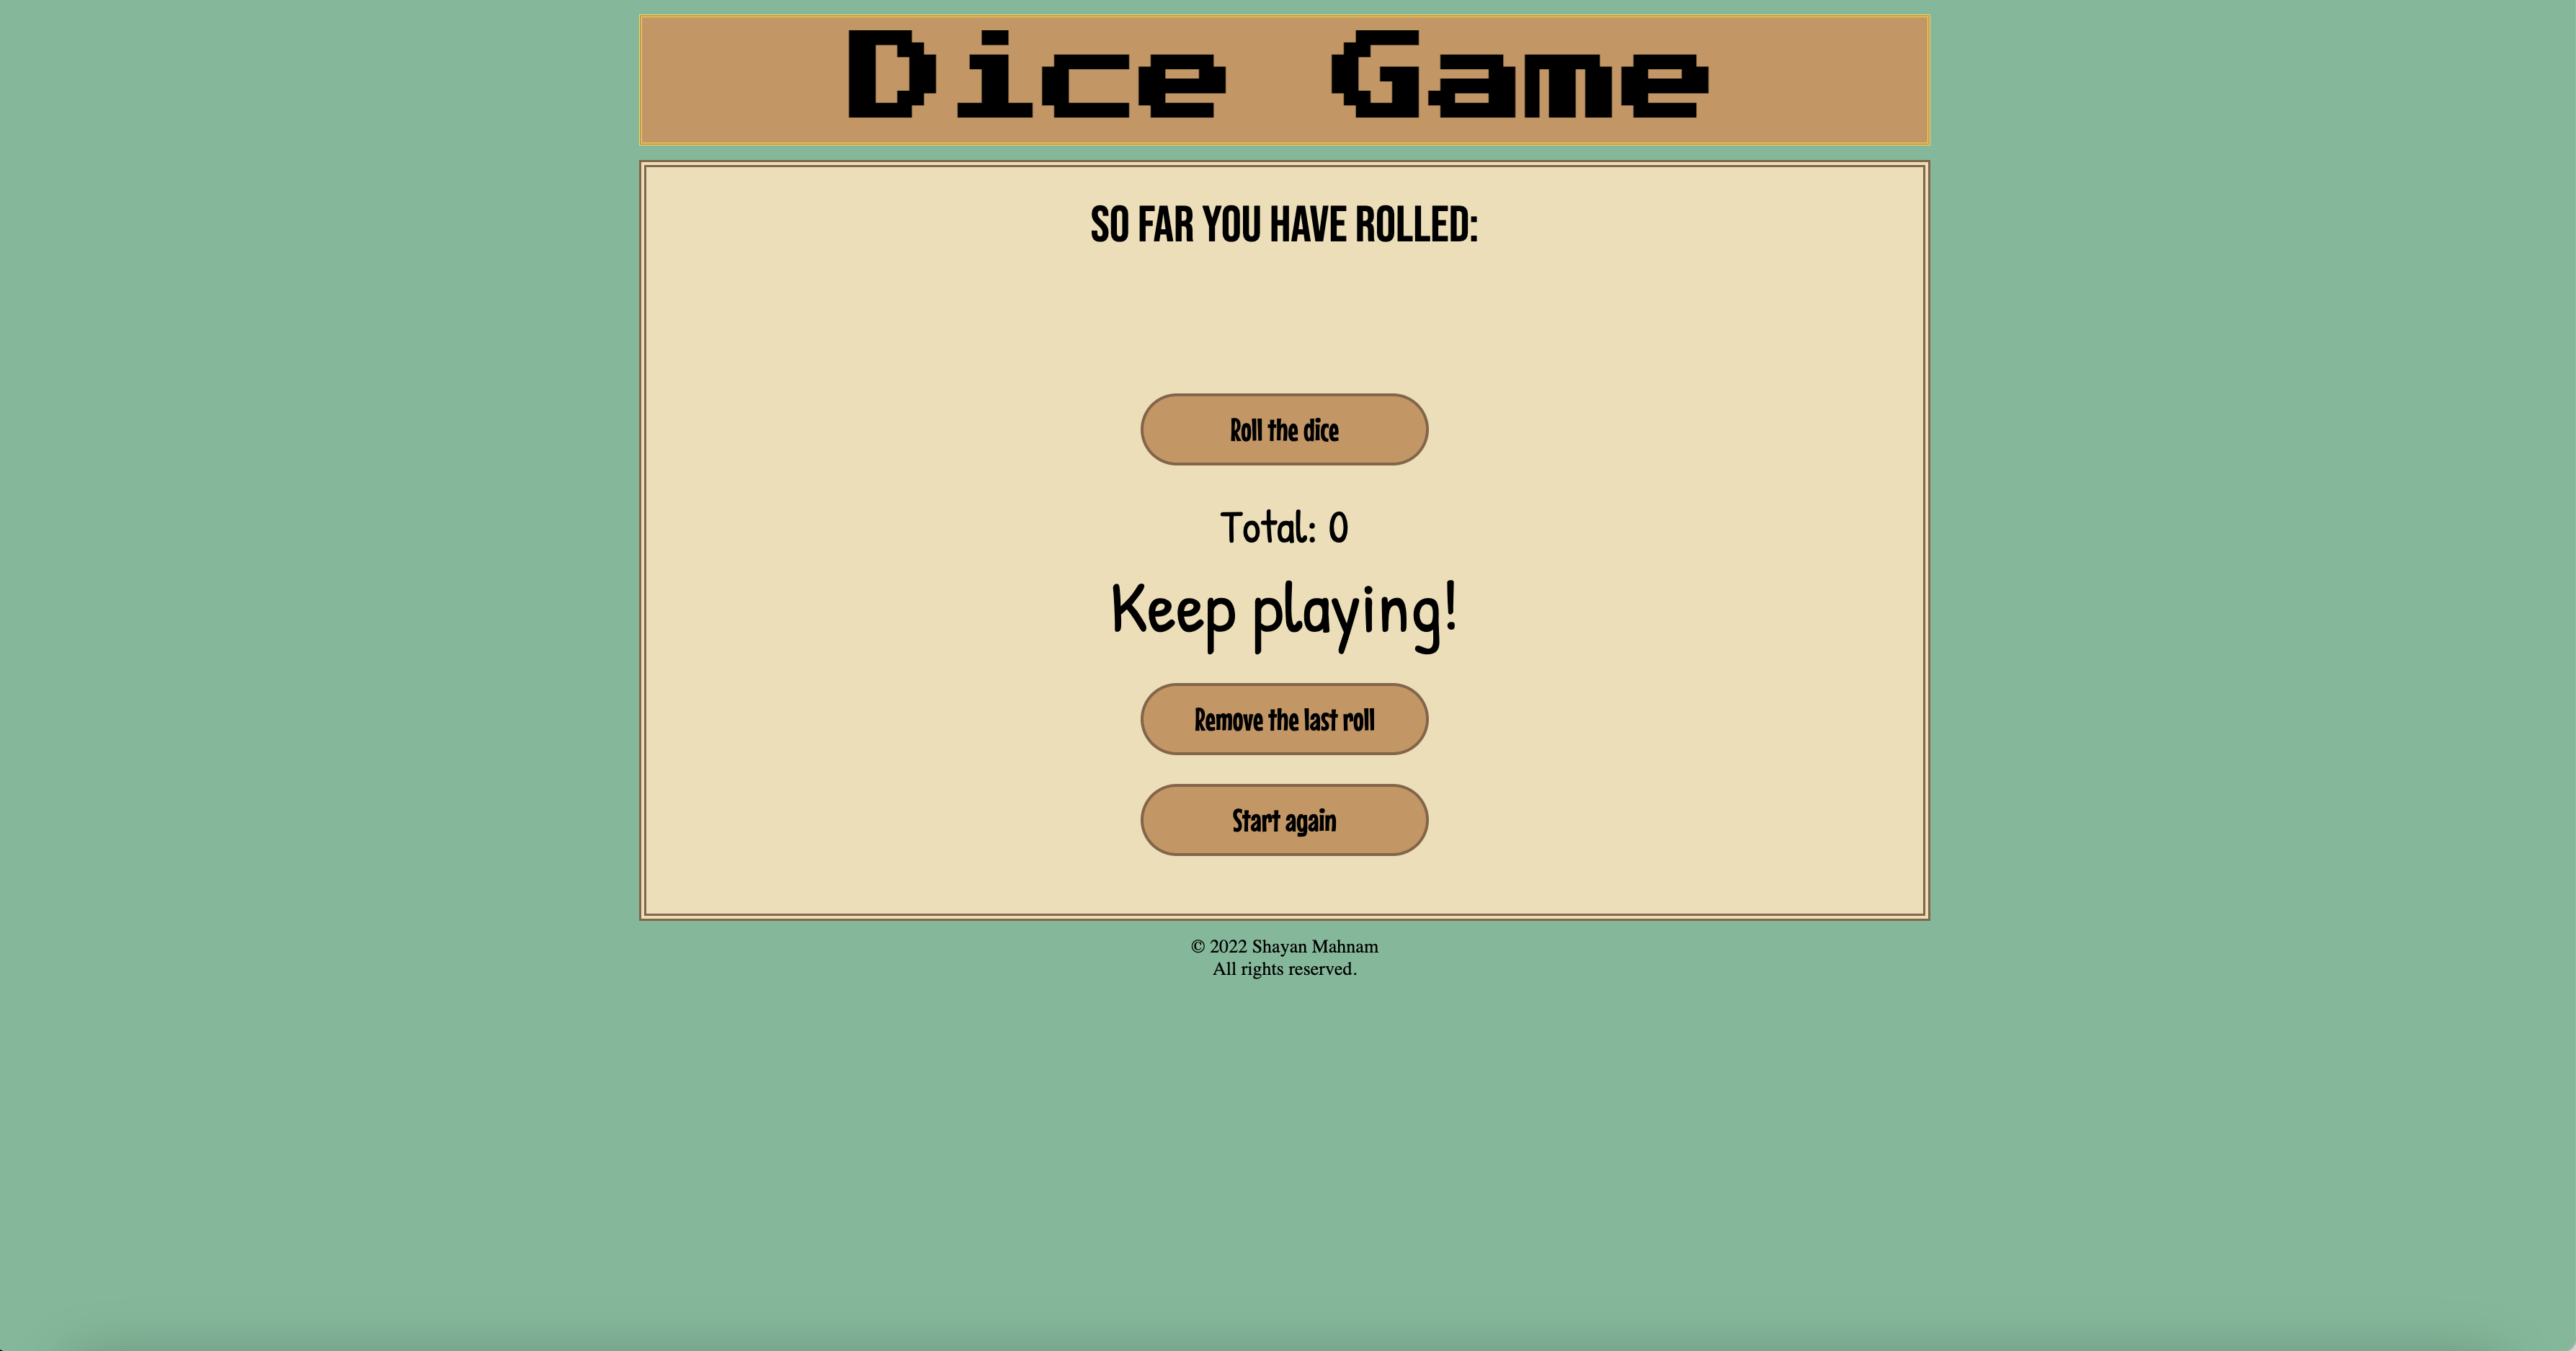 Dice Game
SO FAR YOU HAVE ROLLED:
Roll the dice
Total: 0
Keep playing!
Remove the last roll
Start again
© 2022 Shayan Mahnam
All rights reserved.